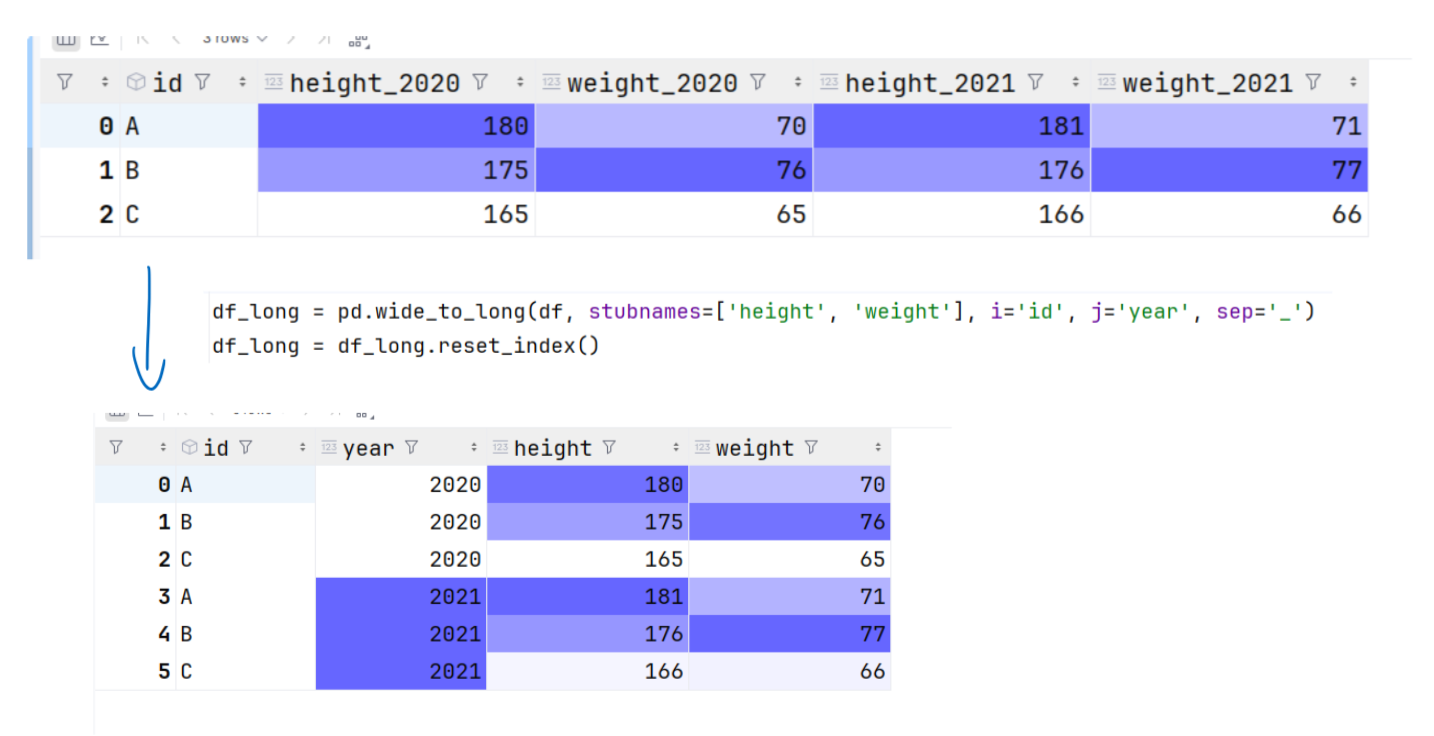 3 rows
id height_2020 weight_2020 height_2021 weight_2021
0 A 180 70 181 71
1 B 175 76 176 77
2 C 165 65 166 66
df_long = pd.wide_to_long(df, stubnames=['height', 'weight'], i='id', j='year', sep='_')
df_long = df_long.reset_index()
id year height weight
0 A 2020 180 70
1 B 2020 175 76
2 C 2020 165 65
3 A 2021 181 71
4 B 2021 176 77
5 C 2021 166 66